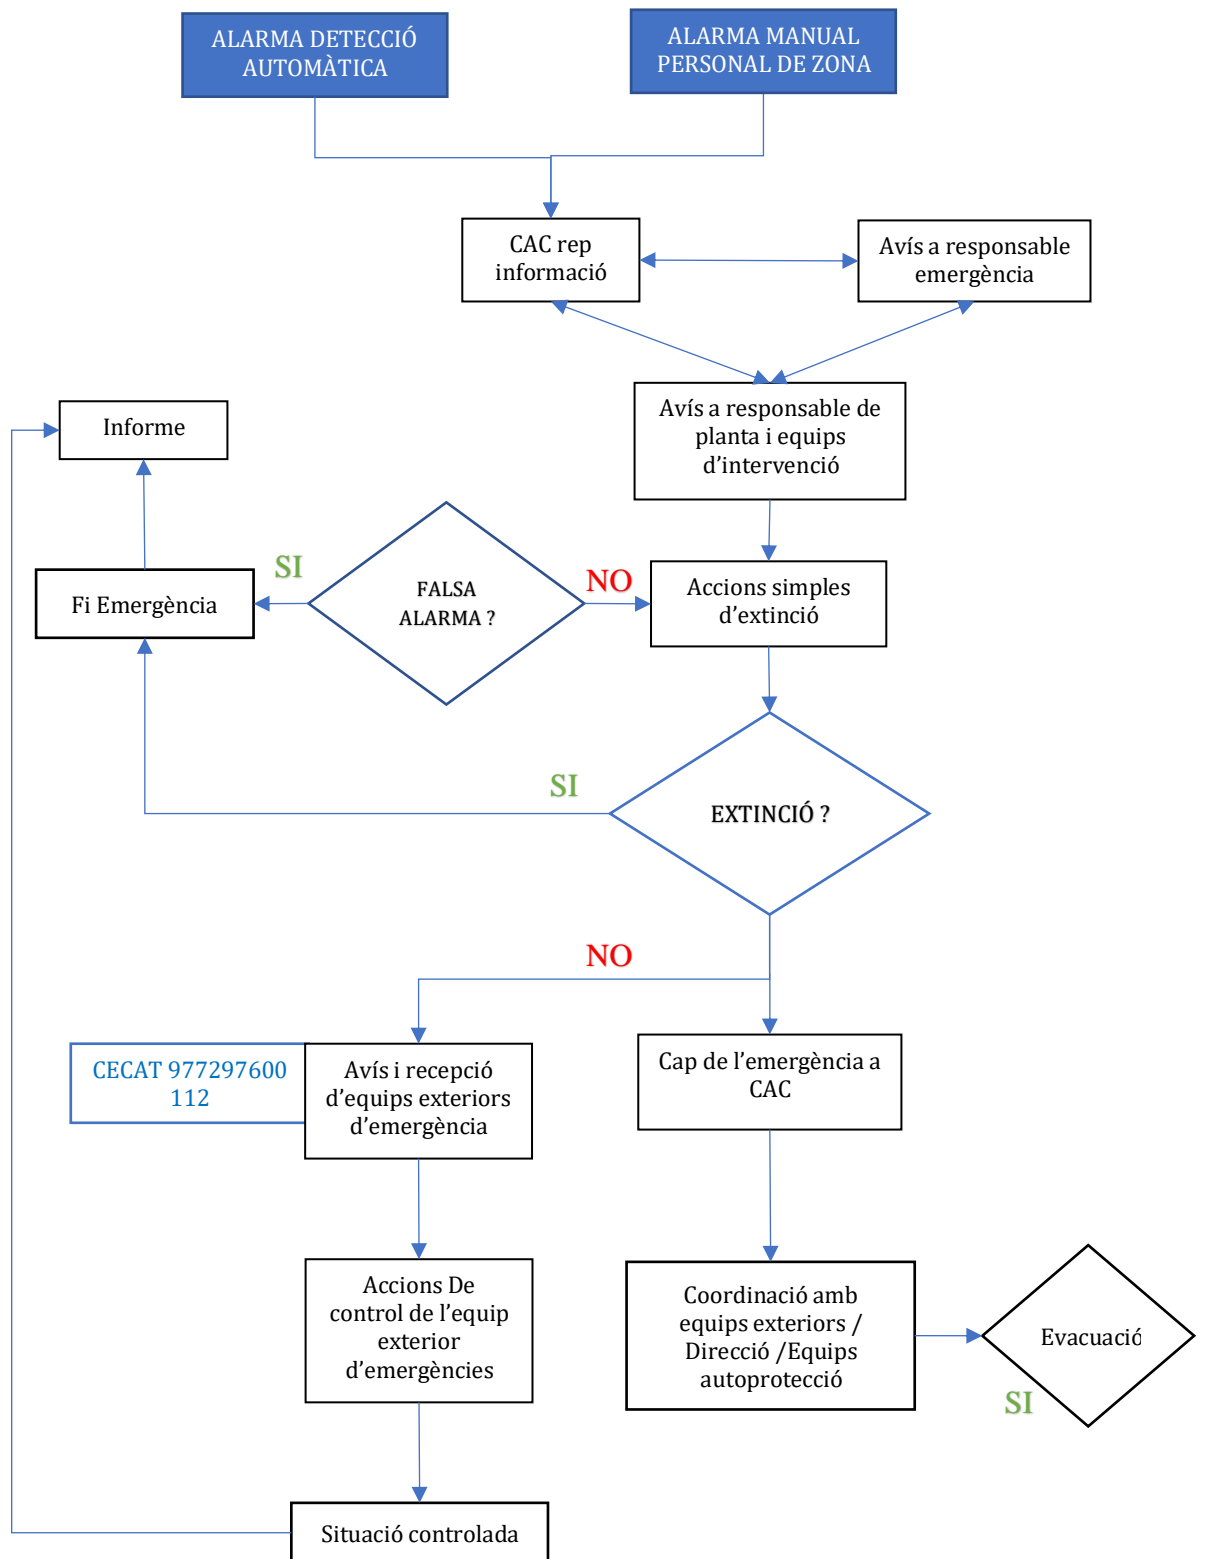 ALARMA DETECCIÓ
AUTOMÀTICA
ALARMA MANUAL
PERSONAL DE ZONA
CAC rep
informació
Avís a responsable
emergència
Avís a responsable de
planta i equips
d’intervenció
Informe
SI
FALSA
ALARMA ?
NO
Accions simples
d’extinció
Fi Emergència
SI
EXTINCIÓ ?
NO
CECAT 977297600
112
Avís i recepció
d’equips exteriors
d’emergència
Cap de l’emergència a
CAC
Accions De
control de l’equip
exterior
d’emergències
Coordinació amb
equips exteriors /
Direcció /Equips
autoprotecció
Evacuació
SI
Situació controlada